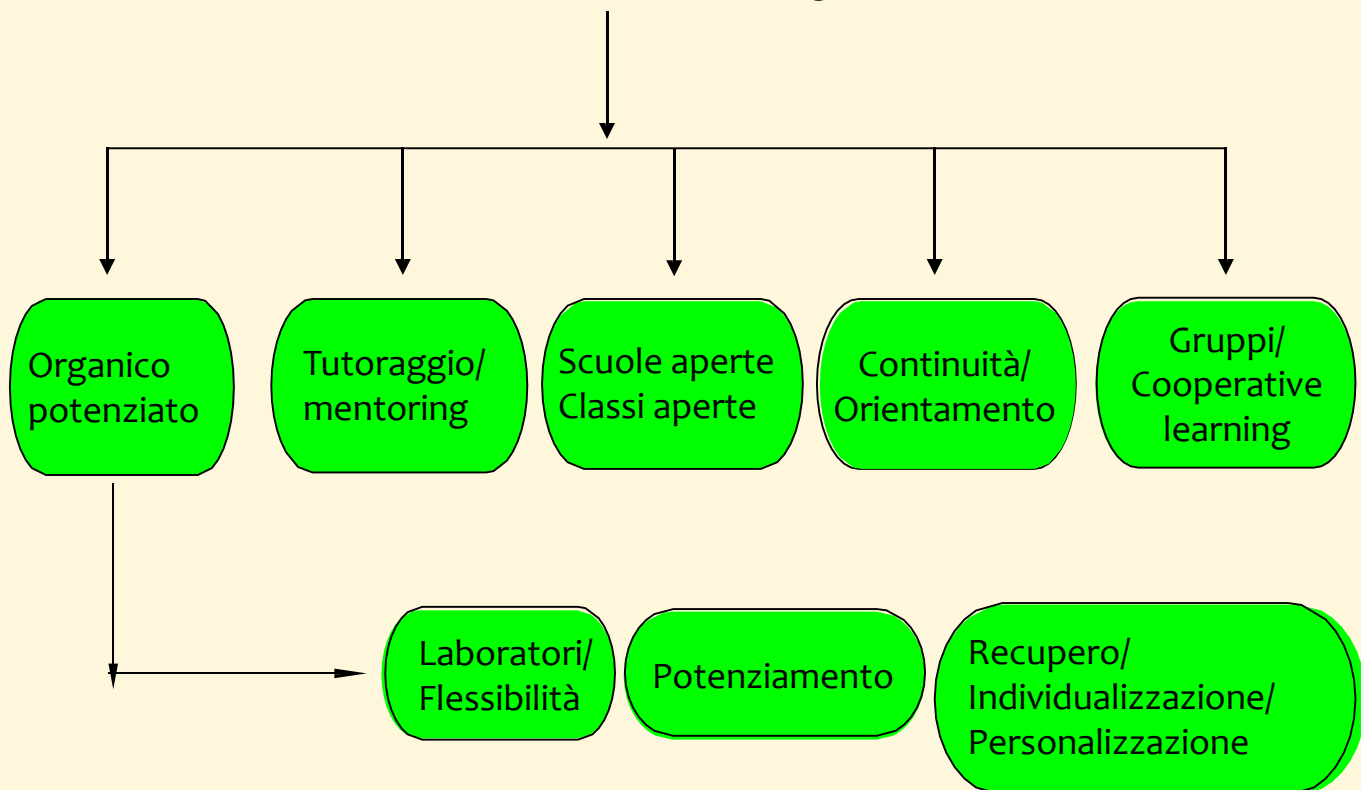 Organico
potenziato
Tutoraggio/
mentoring
Scuole aperte
Classi aperte
Continuità/
Orientamento
Gruppi/
Cooperative
learning
Laboratori/
Flessibilità
Potenziamento
Recupero/
Individualizzazione/
Personalizzazione